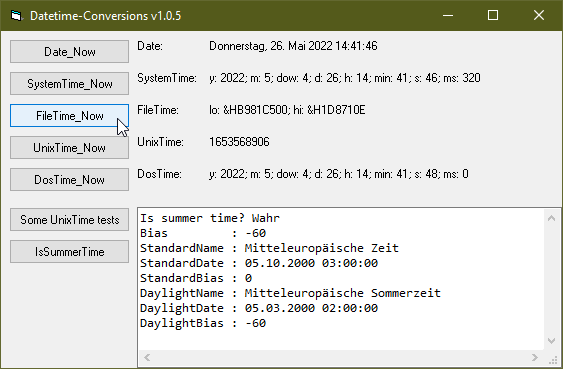 Datetime-Conversions v1.0.5
Date_Now Date: Donnerstag, 26. Mai 2022 14:41:46
SystemTime_Now SystemTime: y: 2022; m: 5; dow: 4; d: 26; h: 14; min: 41; s: 46; ms: 320
FileTime_Now FileTime: lo: &HB981C500; hi: &H1D8710E
UnixTime_Now UnixTime: 1653568906
DosTime_Now DosTime: y: 2022; m: 5; dow: 4; d: 26; h: 14; min: 41; s: 48; ms: 0
Some UnixTime tests
IsSummerTime
Is summer time? Wahr
Bias : -60
StandardName : Mitteleuropäische Zeit
StandardDate : 05.10.2000 03:00:00
StandardBias : 0
DaylightName : Mitteleuropäische Sommerzeit
DaylightDate : 05.03.2000 02:00:00
DaylightBias : -60